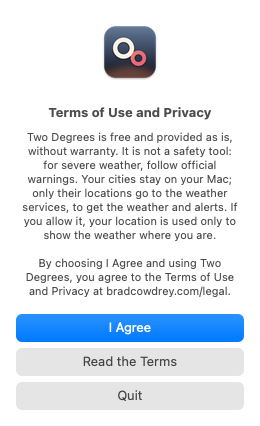 Terms of Use and Privacy
Two Degrees is free and provided as is,
without warranty. It is not a safety tool:
for severe weather, follow official
warnings. Your cities stay on your Mac;
only their locations go to the weather
services, to get the weather and alerts. If
you allow it, your location is used only to
show the weather where you are.
By choosing I Agree and using Two
Degrees, you agree to the Terms of Use
and Privacy at bradcowdrey.com/legal.
I Agree
Read the Terms
Quit